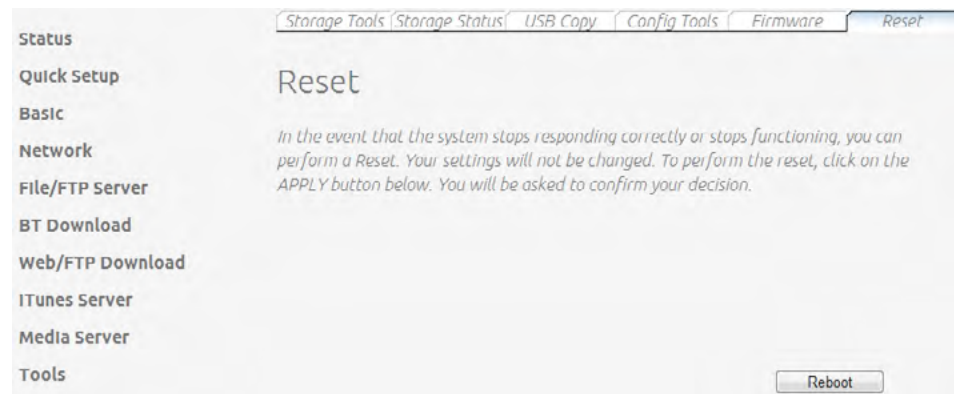 Storage Tools Storage Status USB Copy Config Tools Firmware Reset
Status
Quick Setup
Basic
Network
File/FTP Server
BT Download
Web/FTP Download
ITunes Server
Media Server
Tools
Reset
In the event that the system stops responding correctly or stops functioning, you can
perform a Reset. Your settings will not be changed. To perform the reset, click on the
APPLY button below. You will be asked to confirm your decision.
Reboot